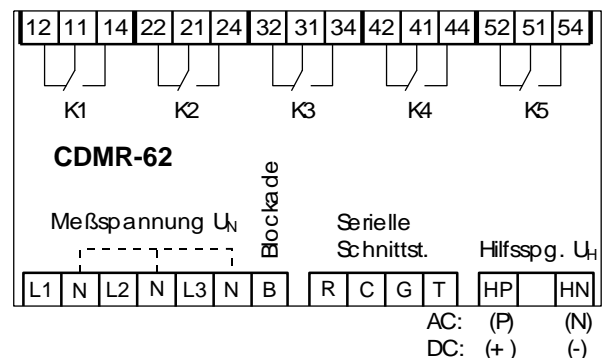 12 11 14 22 21 24 32 31 34 42 41 44 52 51 54
K1 K2 K3 K4 K5
CDMR-62
Blockade
Meßspannung UN
Serielle
Schnittst.
Hilfsspg. UH
L1 N L2 N L3 N B R C G T HP HN
AC: (P) (N)
DC: (+) (-)